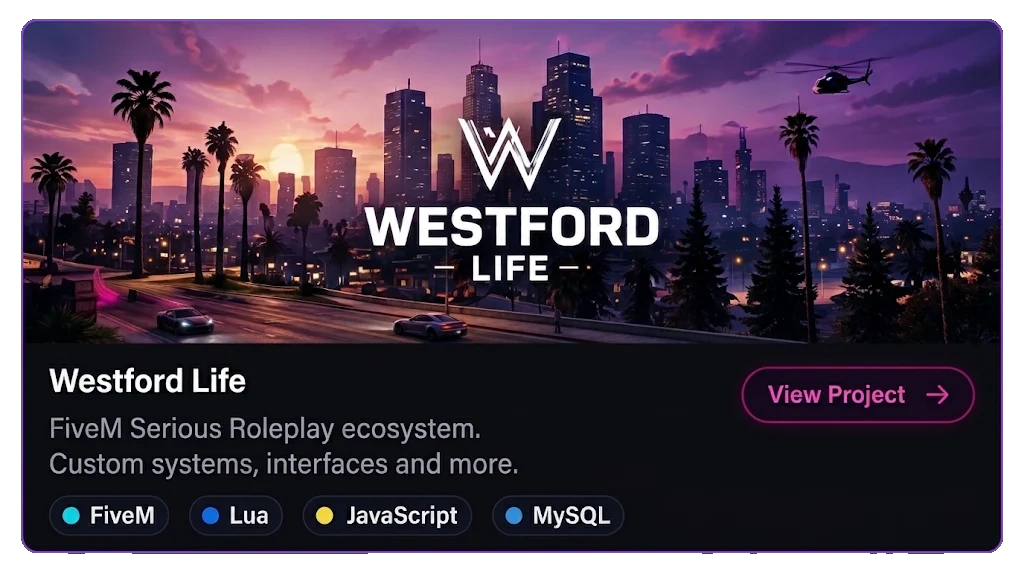 W
WESTFORD
– LIFE –
Westford Life
View Project →
FiveM Serious Roleplay ecosystem.
Custom systems, interfaces and more.
FiveM
Lua
JavaScript
MySQL